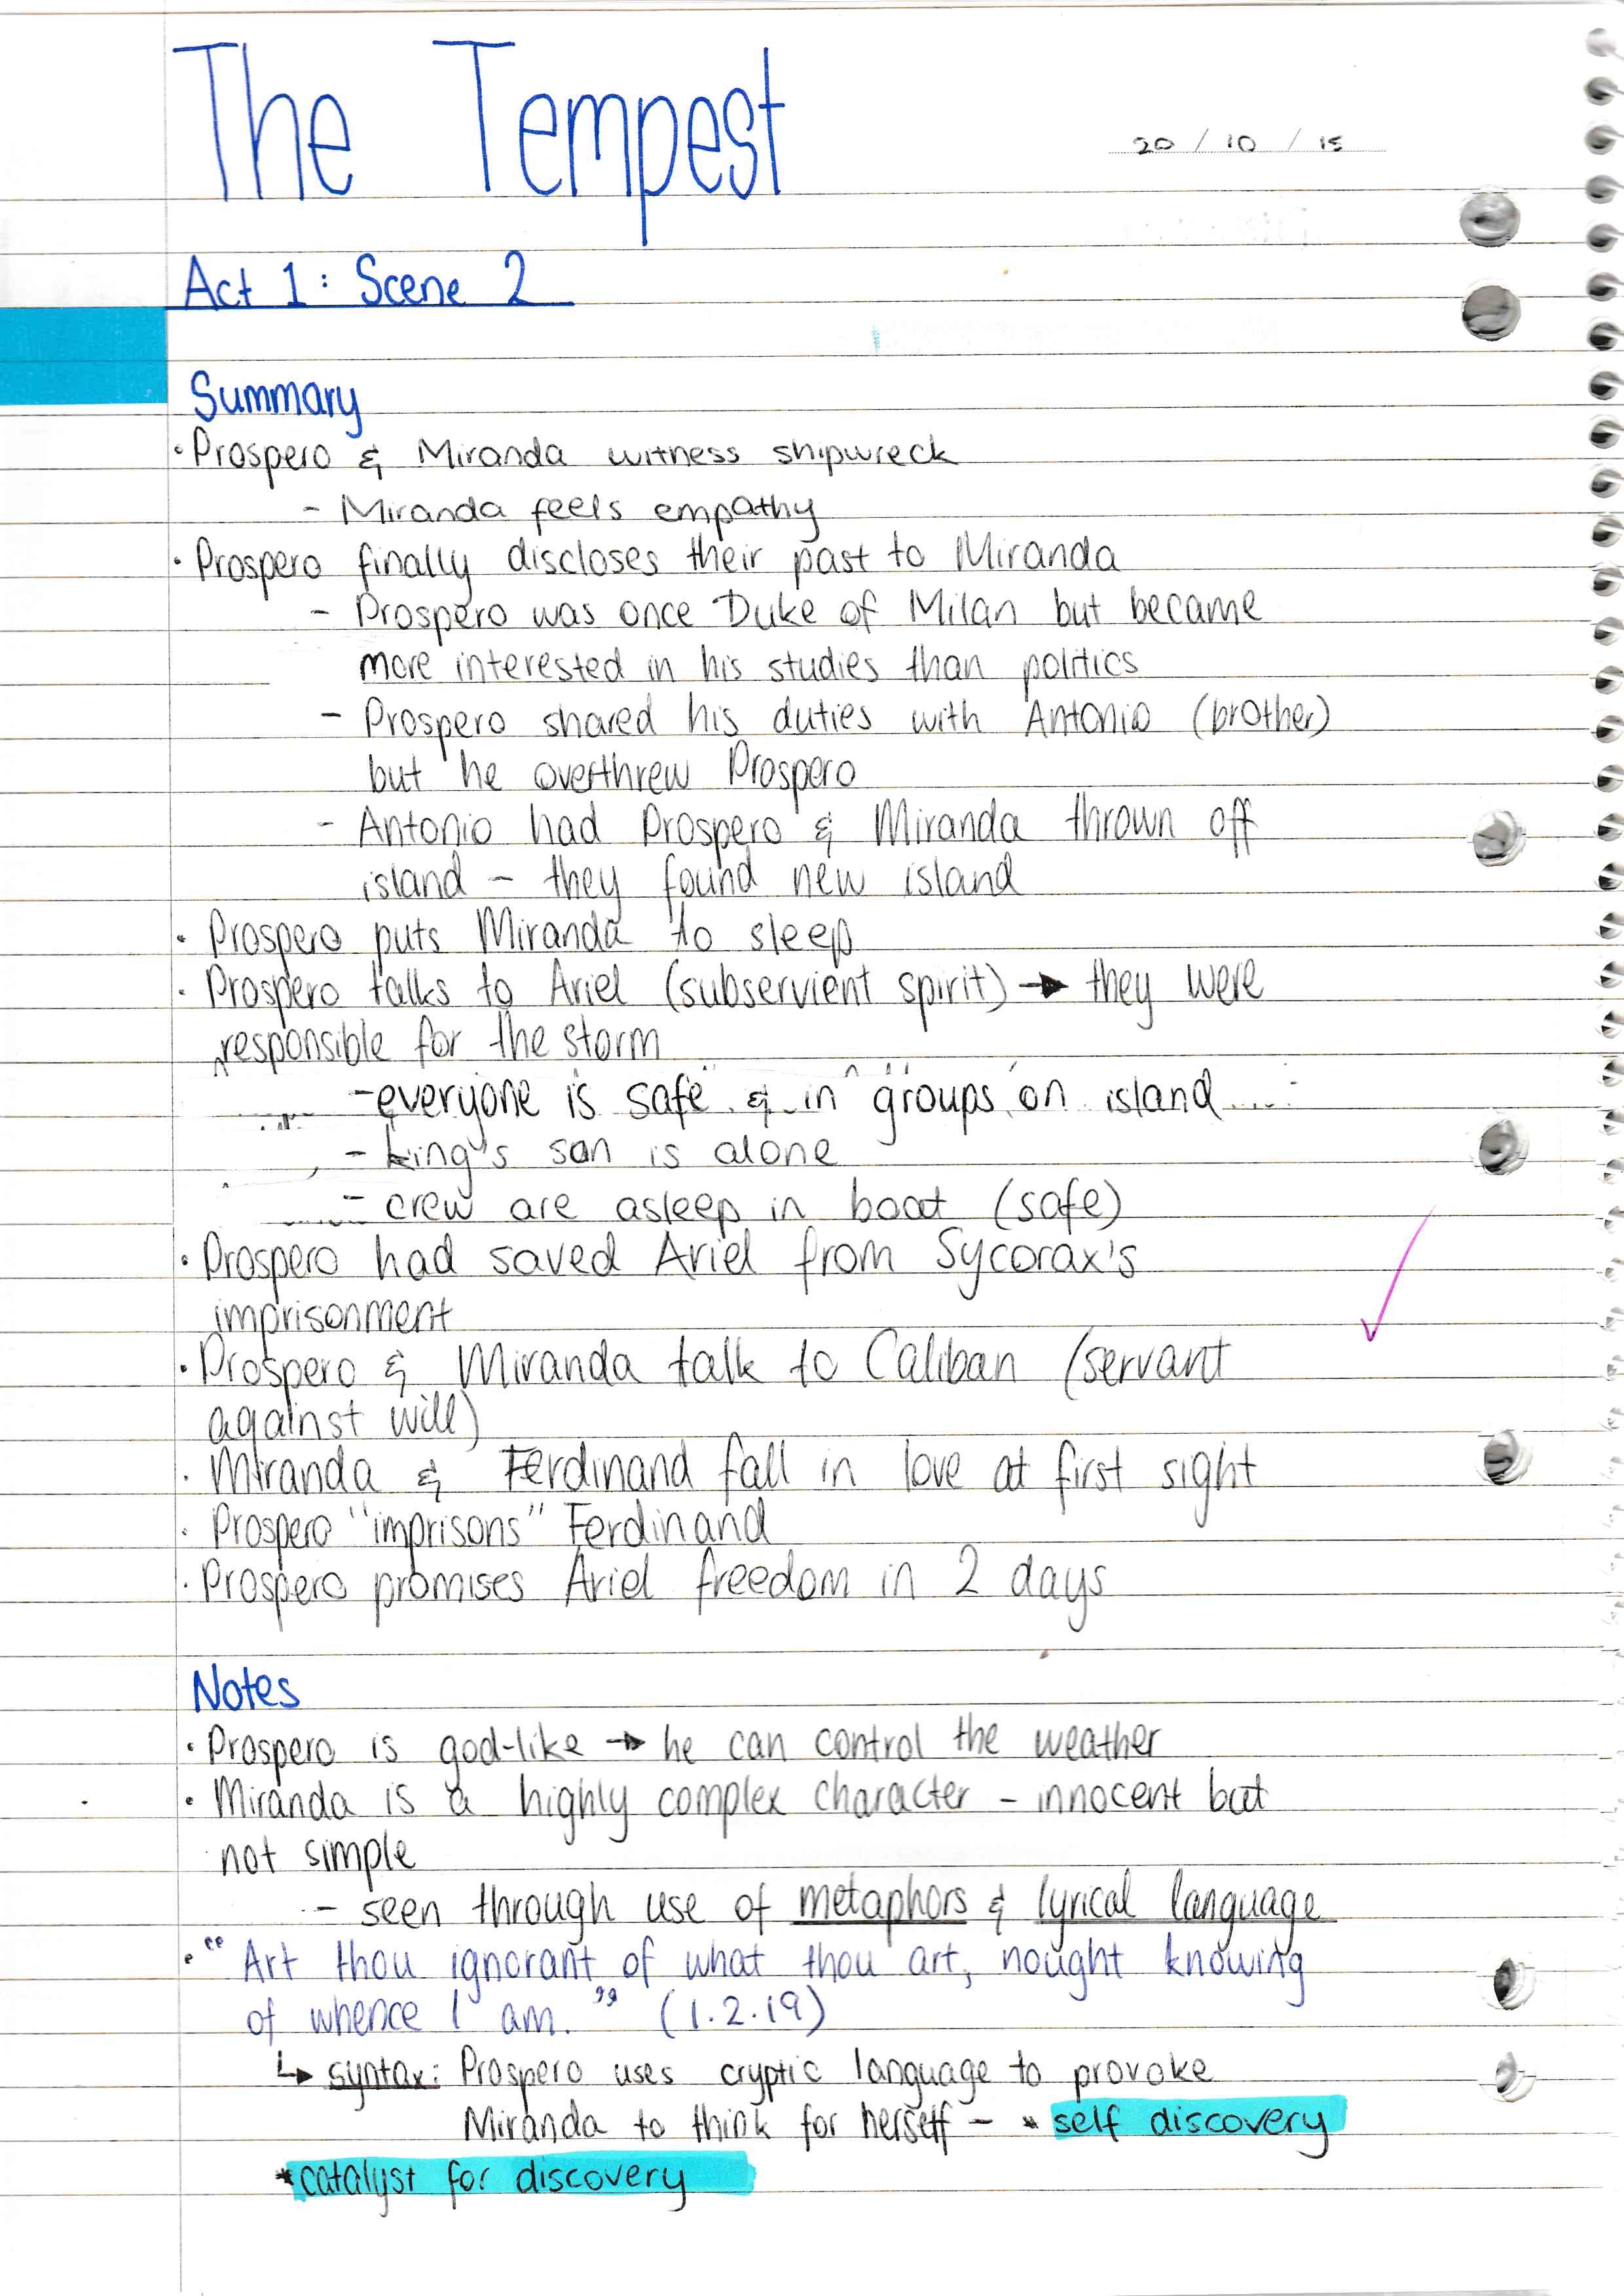 The Tempest
20 / 10 / 15
Act 1: Scene 2
Summary
• Prospero & Miranda witness shipwreck
- Miranda feels empathy
• Prospero finally discloses their past to Miranda
- Prospero was once Duke of Milan but became
more interested in his studies than politics
- Prospero shared his duties with Antonio (brother)
but he overthrew Prospero
- Antonio had Prospero & Miranda thrown off
island - they found new island
• Prospero puts Miranda to sleep
• Prospero talks to Ariel (subservient spirit) → they were
responsible for the storm
- everyone is safe & in groups on island
- king's son is alone
- crew are asleep in boat (safe)
• Prospero had saved Ariel from Sycorax's
imprisonment
• Prospero & Miranda talk to Caliban (servant
against will)
• Miranda & Ferdinand fall in love at first sight
• Prospero "imprisons" Ferdinand
• Prospero promises Ariel freedom in 2 days
Notes
• Prospero is god-like → he can control the weather
• Miranda is a highly complex character - innocent but
not simple
- seen through use of metaphors & lyrical language
• "Art thou ignorant of what thou art, nought knowing
of whence I am." (1.2.19)
↳ syntax: Prospero uses cryptic language to provoke
Miranda to think for herself - * self discovery
* catalyst for discovery